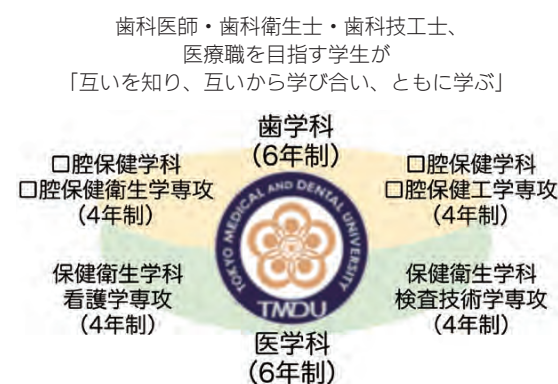 歯科医師・歯科衛生士・歯科技工士、
医療職を目指す学生が
「互いを知り、互いから学び合い、ともに学ぶ」
歯学科
(6年制)
口腔保健学科
口腔保健衛生学専攻
(4年制)
口腔保健学科
口腔保健工学専攻
(4年制)
TOKYO MEDICAL AND DENTAL UNIVERSITY
TMDU
保健衛生学科
看護学専攻
(4年制)
保健衛生学科
検査技術学専攻
(4年制)
医学科
(6年制)